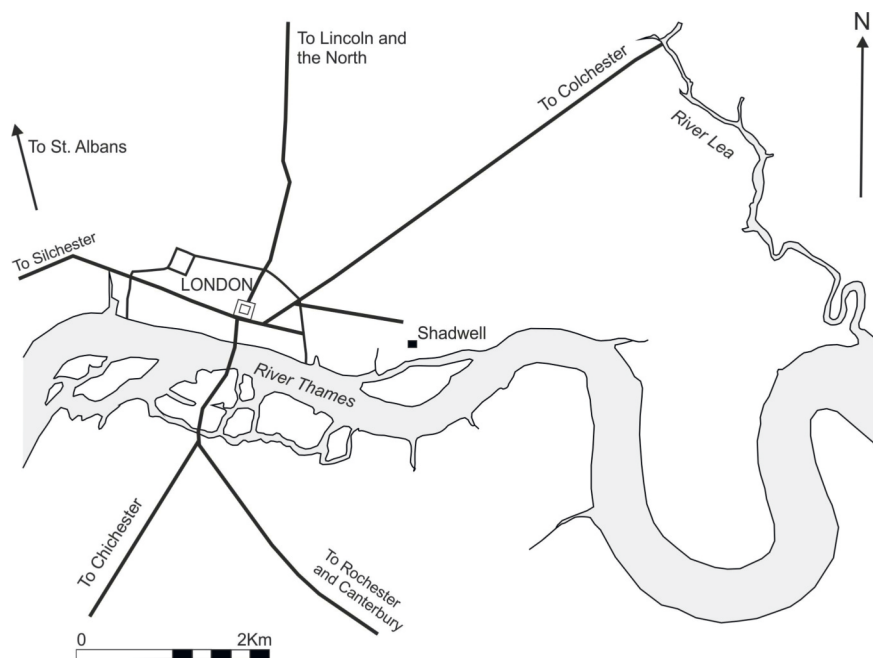 To Lincoln and
the North
N
To Colchester
River Lea
To St. Albans
To Silchester
LONDON
Shadwell
River Thames
To Chichester
To Rochester
and Canterbury
0 2Km